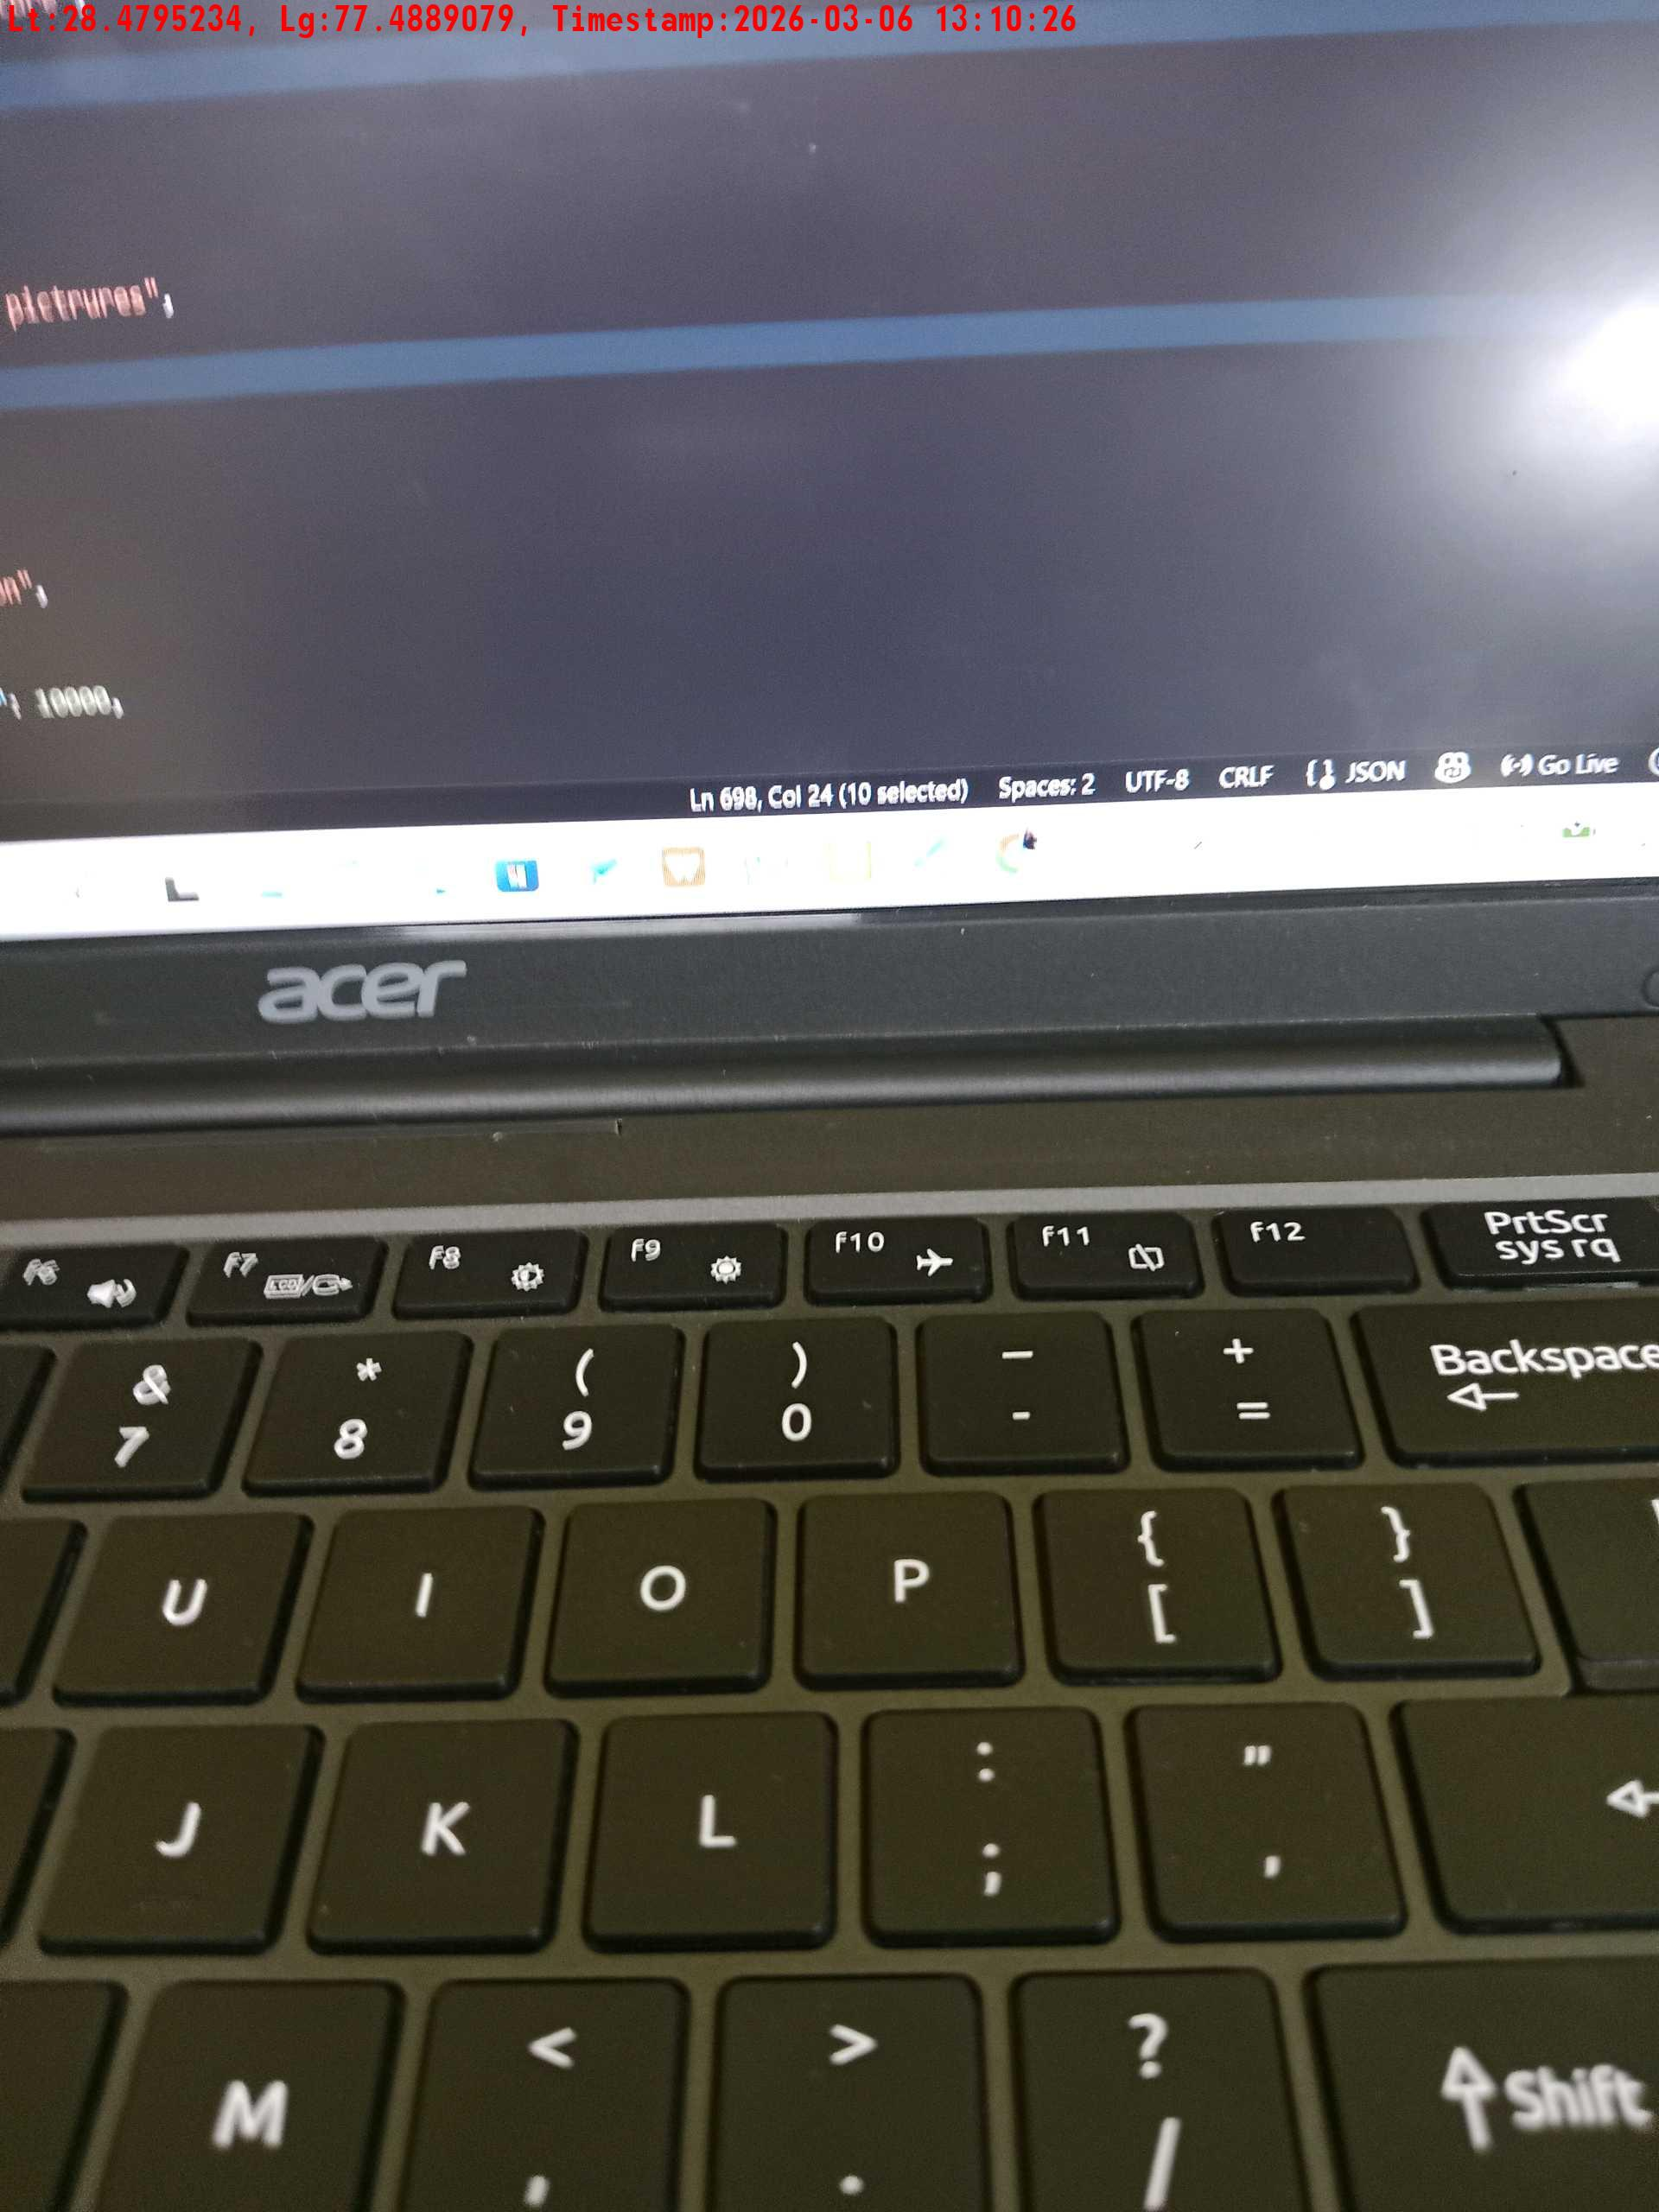 Lt:28.4795234, Lg:77.4889079, Timestamp:2026-03-06 13:10:26
pictrures",
on",
": 10000,
Ln 698, Col 24 (10 selected) Spaces: 2 UTF-8 CRLF {} JSON Go Live
acer
F6 F7 LCD/ F8 F9 F10 F11 F12 PrtScr sys rq
& 7 * 8 ( 9 ) 0 _ - + = Backspace
U I O P { [ } ]
J K L : ; " '
M < , > . ? / Shift